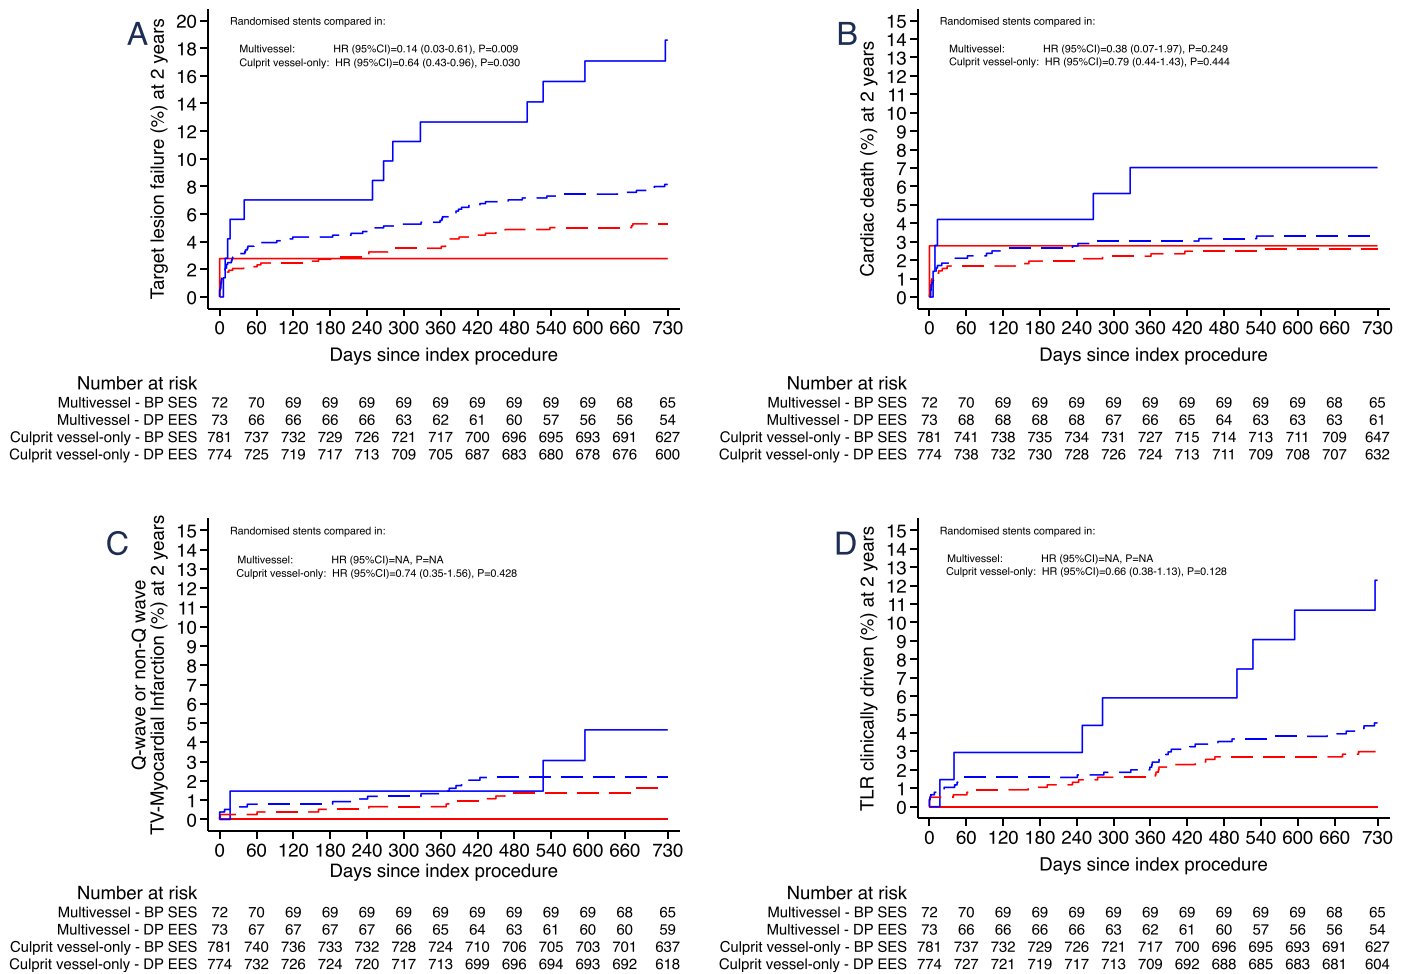 A
Randomised stents compared in:
Multivessel: HR (95%CI)=0.14 (0.03-0.61), P=0.009
Culprit vessel-only: HR (95%CI)=0.64 (0.43-0.96), P=0.030
Target lesion failure (%) at 2 years
20
18
16
14
12
10
8
6
4
2
0
0 60 120 180 240 300 360 420 480 540 600 660 730
Days since index procedure
Number at risk
Multivessel - BP SES 72 70 69 69 69 69 69 69 69 69 69 68 65
Multivessel - DP EES 73 66 66 66 66 63 62 61 60 57 56 56 54
Culprit vessel-only - BP SES 781 737 732 729 726 721 717 700 696 695 693 691 627
Culprit vessel-only - DP EES 774 725 719 717 713 709 705 687 683 680 678 676 600
B
Randomised stents compared in:
Multivessel: HR (95%CI)=0.38 (0.07-1.97), P=0.249
Culprit vessel-only: HR (95%CI)=0.79 (0.44-1.43), P=0.444
Cardiac death (%) at 2 years
15
14
13
12
11
10
9
8
7
6
5
4
3
2
1
0
0 60 120 180 240 300 360 420 480 540 600 660 730
Days since index procedure
Number at risk
Multivessel - BP SES 72 70 69 69 69 69 69 69 69 69 69 68 65
Multivessel - DP EES 73 68 68 68 68 67 66 65 64 63 63 63 61
Culprit vessel-only - BP SES 781 741 738 735 734 731 727 715 714 713 711 709 647
Culprit vessel-only - DP EES 774 738 732 730 728 726 724 713 711 709 708 707 632
C
Randomised stents compared in:
Multivessel: HR (95%CI)=NA, P=NA
Culprit vessel-only: HR (95%CI)=0.74 (0.35-1.56), P=0.428
Q-wave or non-Q wave
TV-Myocardial Infarction (%) at 2 years
15
14
13
12
11
10
9
8
7
6
5
4
3
2
1
0
0 60 120 180 240 300 360 420 480 540 600 660 730
Days since index procedure
Number at risk
Multivessel - BP SES 72 70 69 69 69 69 69 69 69 69 69 68 65
Multivessel - DP EES 73 67 67 67 67 66 65 64 63 61 60 60 59
Culprit vessel-only - BP SES 781 740 736 733 732 728 724 710 706 705 703 701 637
Culprit vessel-only - DP EES 774 732 726 724 720 717 713 699 696 694 693 692 618
D
Randomised stents compared in:
Multivessel: HR (95%CI)=NA, P=NA
Culprit vessel-only: HR (95%CI)=0.66 (0.38-1.13), P=0.128
TLR clinically driven (%) at 2 years
15
14
13
12
11
10
9
8
7
6
5
4
3
2
1
0
0 60 120 180 240 300 360 420 480 540 600 660 730
Days since index procedure
Number at risk
Multivessel - BP SES 72 70 69 69 69 69 69 69 69 69 69 68 65
Multivessel - DP EES 73 66 66 66 66 63 62 61 60 57 56 56 54
Culprit vessel-only - BP SES 781 737 732 729 726 721 717 700 696 695 693 691 627
Culprit vessel-only - DP EES 774 727 721 719 717 713 709 692 688 685 683 681 604